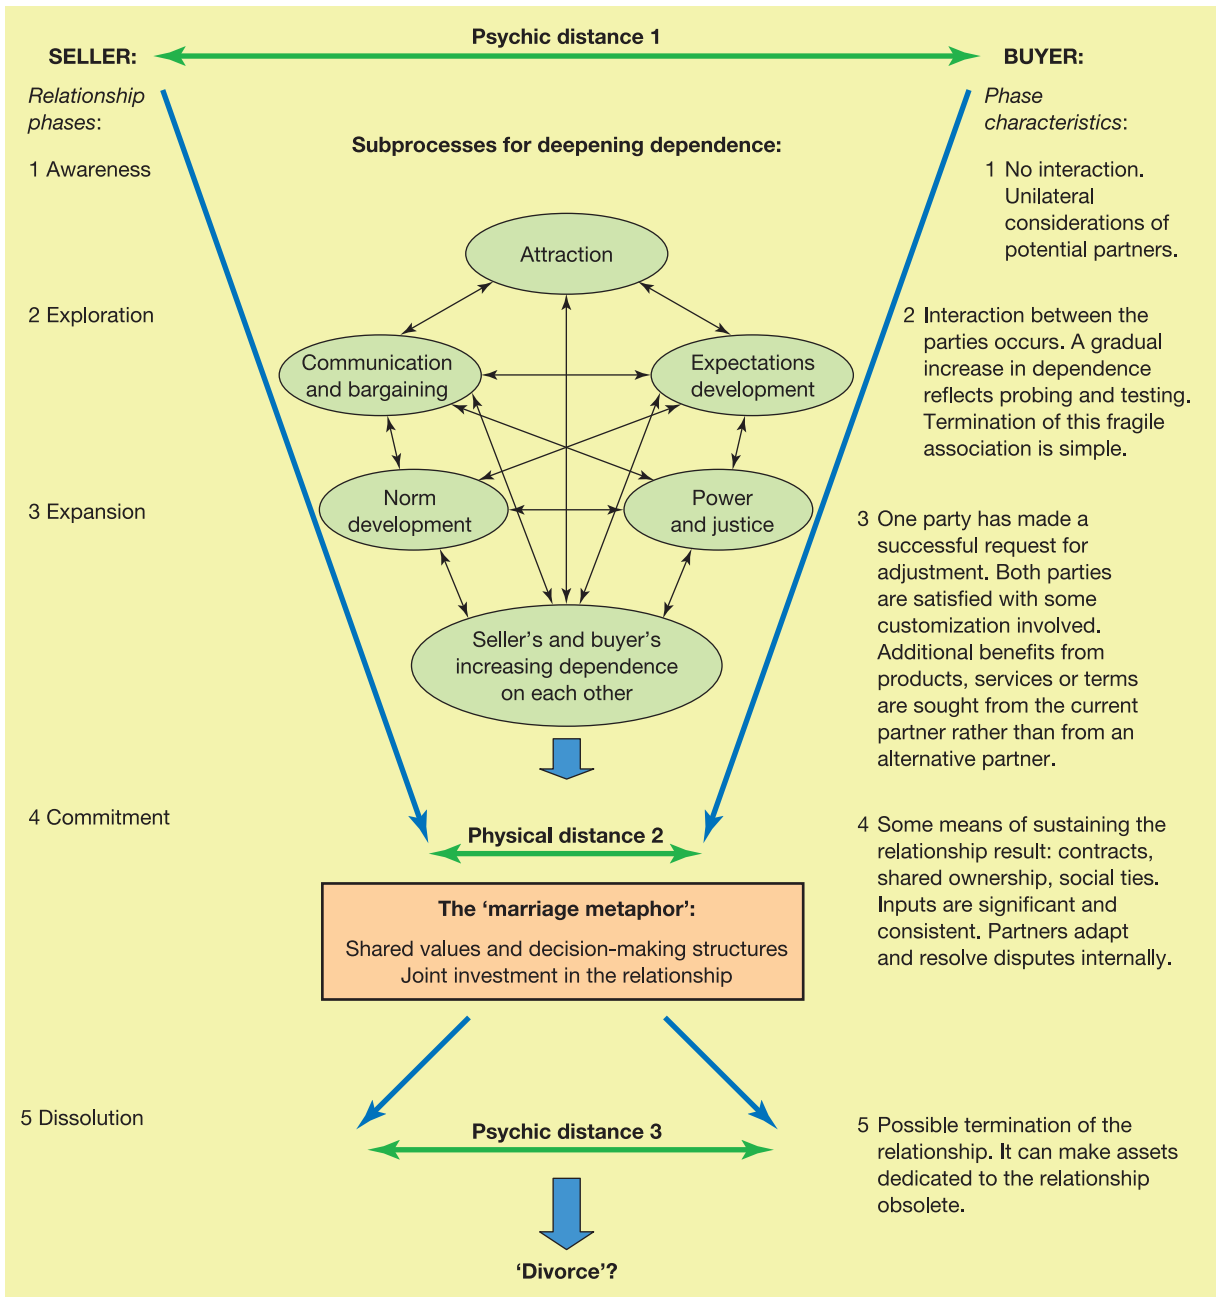 Psychic distance 1
SELLER:
BUYER:
Relationship
phases:
Phase
characteristics:
Subprocesses for deepening dependence:
1 Awareness
1 No interaction.
Unilateral
considerations of
potential partners.
Attraction
2 Exploration
2 Interaction between the
parties occurs. A gradual
increase in dependence
reflects probing and testing.
Termination of this fragile
association is simple.
Communication
and bargaining
Expectations
development
Norm
development
Power
and justice
3 Expansion
3 One party has made a
successful request for
adjustment. Both parties
are satisfied with some
customization involved.
Additional benefits from
products, services or terms
are sought from the current
partner rather than from an
alternative partner.
Seller's and buyer's
increasing dependence
on each other
4 Commitment
Physical distance 2
4 Some means of sustaining the
relationship result: contracts,
shared ownership, social ties.
Inputs are significant and
consistent. Partners adapt
and resolve disputes internally.
The ‘marriage metaphor’:
Shared values and decision-making structures
Joint investment in the relationship
5 Dissolution
Psychic distance 3
5 Possible termination of the
relationship. It can make assets
dedicated to the relationship
obsolete.
‘Divorce’?